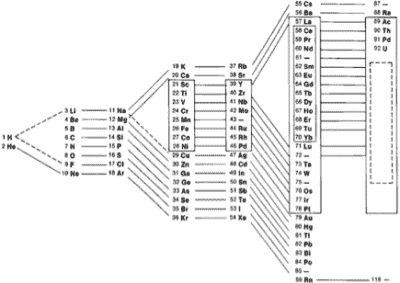 1 H
2 He
3 Li
4 Be
5 B
6 C
7 N
8 O
9 F
10 Ne
11 Na
12 Mg
13 Al
14 Si
15 P
16 S
17 Cl
18 Ar
19 K
20 Ca
21 Sc
22 Ti
23 V
24 Cr
25 Mn
26 Fe
27 Co
28 Ni
29 Cu
30 Zn
31 Ga
32 Ge
33 As
34 Se
35 Br
36 Kr
37 Rb
38 Sr
39 Y
40 Zr
41 Nb
42 Mo
43 —
44 Ru
45 Rh
46 Pd
47 Ag
48 Cd
49 In
50 Sn
51 Sb
52 Te
53 I
54 Xe
55 Cs
56 Ba
57 La
58 Ce
59 Pr
60 Nd
61 —
62 Sm
63 Eu
64 Gd
65 Tb
66 Dy
67 Ho
68 Er
69 Tu
70 Yb
71 Lu
72 —
73 Ta
74 W
75 —
76 Os
77 Ir
78 Pt
79 Au
80 Hg
81 Tl
82 Pb
83 Bi
84 Po
85 —
86 Rn
87 —
88 Ra
89 Ac
90 Th
91 Pd
92 U
118 —